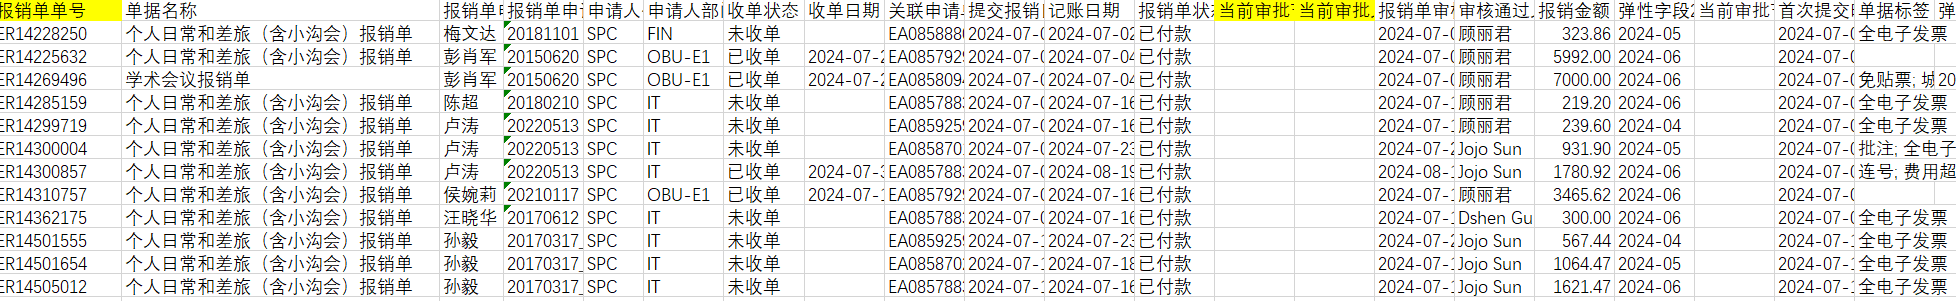 报销单单号 单据名称 报销单申 报销单申请 申请人 申请人部门 收单状态 收单日期 关联申请 提交报销 记账日期 报销单状态 当前审批 当前审批 报销单审核 审核通过 报销金额 弹性字段2 当前审批 首次提交 单据标签 弹
ER14228250 个人日常和差旅（含小沟会）报销单 梅文达 20181101 SPC FIN 未收单 EA085888 2024-07-0 2024-07-02 已付款 2024-07-0 顾丽君 323.86 2024-05 2024-07-0 全电子发票
ER14225632 个人日常和差旅（含小沟会）报销单 彭肖军 20150620 SPC OBU-E1 已收单 2024-07-2 EA085792 2024-07-0 2024-07-04 已付款 2024-07-0 顾丽君 5992.00 2024-06 2024-07-0
ER14269496 学术会议报销单 彭肖军 20150620 SPC OBU-E1 已收单 2024-07-2 EA085809 2024-07-0 2024-07-04 已付款 2024-07-0 顾丽君 7000.00 2024-06 2024-07-0 免贴票; 城 20
ER14285159 个人日常和差旅（含小沟会）报销单 陈超 20180210 SPC IT 未收单 EA085788 2024-07-0 2024-07-16 已付款 2024-07-1 顾丽君 219.20 2024-06 2024-07-0 全电子发票
ER14299719 个人日常和差旅（含小沟会）报销单 卢涛 20220513 SPC IT 未收单 EA085925 2024-07-0 2024-07-16 已付款 2024-07-1 顾丽君 239.60 2024-04 2024-07-0 全电子发票
ER14300004 个人日常和差旅（含小沟会）报销单 卢涛 20220513 SPC IT 未收单 EA085870 2024-07-0 2024-07-23 已付款 2024-07-2 Jojo Sun 931.90 2024-05 2024-07-0 批注; 全电子
ER14300857 个人日常和差旅（含小沟会）报销单 卢涛 20220513 SPC IT 已收单 2024-07-3 EA085788 2024-07-0 2024-08-19 已付款 2024-08-1 Jojo Sun 1780.92 2024-06 2024-07-0 连号; 费用超
ER14310757 个人日常和差旅（含小沟会）报销单 侯婉莉 20210117 SPC OBU-E1 已收单 2024-07-1 EA085792 2024-07-0 2024-07-16 已付款 2024-07-1 顾丽君 3465.62 2024-06 2024-07-0
ER14362175 个人日常和差旅（含小沟会）报销单 汪晓华 20170612 SPC IT 未收单 EA085788 2024-07-0 2024-07-16 已付款 2024-07-1 Dshen Gu 300.00 2024-06 2024-07-0 全电子发票
ER14501555 个人日常和差旅（含小沟会）报销单 孙毅 20170317_ SPC IT 未收单 EA085925 2024-07-1 2024-07-23 已付款 2024-07-2 Jojo Sun 567.44 2024-04 2024-07-1 全电子发票
ER14501654 个人日常和差旅（含小沟会）报销单 孙毅 20170317_ SPC IT 未收单 EA085870 2024-07-1 2024-07-18 已付款 2024-07-1 Jojo Sun 1064.47 2024-05 2024-07-1 全电子发票
ER14505012 个人日常和差旅（含小沟会）报销单 孙毅 20170317_ SPC IT 未收单 EA085788 2024-07-1 2024-07-16 已付款 2024-07-1 Jojo Sun 1621.47 2024-06 2024-07-1 全电子发票